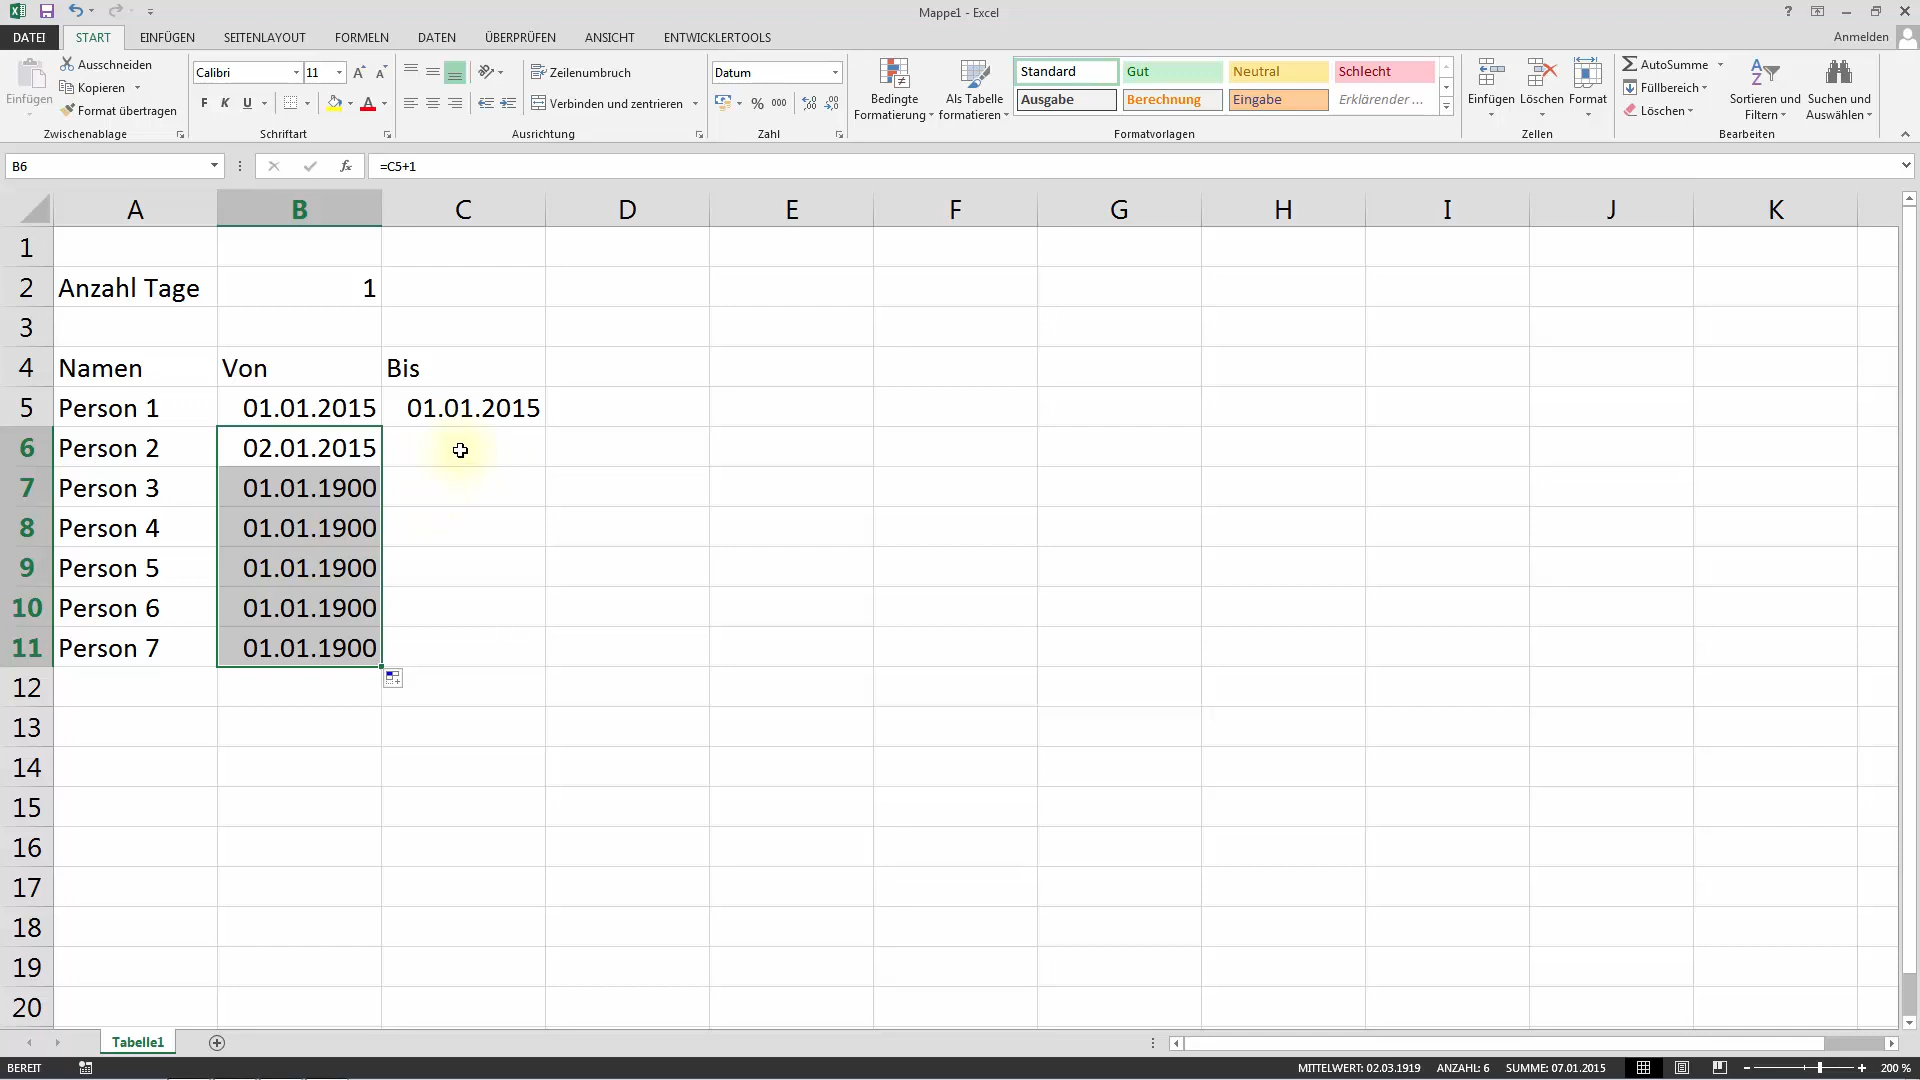 Mappe1 - Excel
?
DATEI START EINFÜGEN SEITENLAYOUT FORMELN DATEN ÜBERPRÜFEN ANSICHT ENTWICKLERTOOLS Anmelden
Einfügen
Ausschneiden
Kopieren
Format übertragen
Zwischenablage
Calibri 11
F K U
Schriftart
Zeilenumbruch
Verbinden und zentrieren
Ausrichtung
Datum
% 000
Zahl
Bedingte Formatierung
Als Tabelle formatieren
Standard Gut Neutral Schlecht
Ausgabe Berechnung Eingabe Erklärender ...
Formatvorlagen
Einfügen Löschen Format
Zellen
AutoSumme
Füllbereich
Löschen
Sortieren und Filtern
Suchen und Auswählen
Bearbeiten
B6 fx =C5+1
A B C D E F G H I J K
1
2 Anzahl Tage 1
3
4 Namen Von Bis
5 Person 1 01.01.2015 01.01.2015
6 Person 2 02.01.2015
7 Person 3 01.01.1900
8 Person 4 01.01.1900
9 Person 5 01.01.1900
10 Person 6 01.01.1900
11 Person 7 01.01.1900
12
13
14
15
16
17
18
19
20
Tabelle1
BEREIT MITTELWERT: 02.03.1919 ANZAHL: 6 SUMME: 07.01.2015 200 %